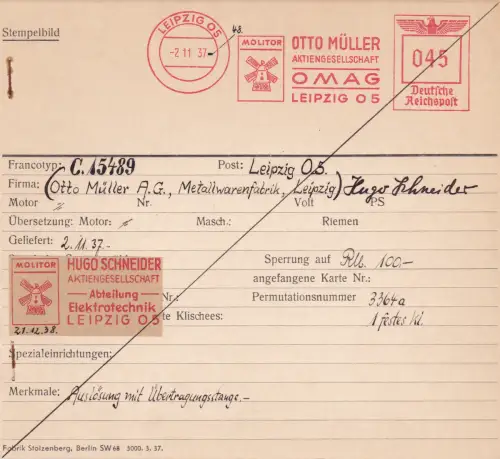 Stempelbild
LEIPZIG O5
-2.11 37.-
48.
MOLITOR
OTTO MÜLLER
AKTIENGESELLSCHAFT
OMAG
LEIPZIG O 5
045
Deutsche
Reichspost
Francotyp: C.15489 Post: Leipzig O5.
Firma: (Otto Müller A.G., Metallwarenfabrik, Leipzig) Hugo Schneider
Motor " Nr. Volt PS
Übersetzung: Motor: " Masch.: Riemen
Geliefert: 2.11.37.-
Sperrung auf RM. 100.-
angefangene Karte Nr.:
MOLITOR
HUGO SCHNEIDER
AKTIENGESELLSCHAFT
Abteilung
Elektrotechnik
LEIPZIG O5
21.12.38.
Nr.: Permutationsnummer 3364a
te Klischees: 1 festes Kl.
Spezialeinrichtungen:
Merkmale: Auslösung mit Übertragungsstange.-
Fabrik Stolzenberg, Berlin SW 68 5000. 3. 37.